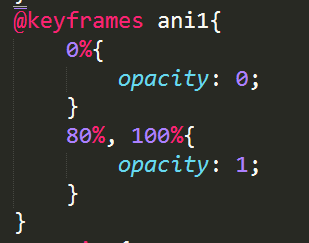 @keyframes ani1{
0%{
opacity: 0;
}
80%, 100%{
opacity: 1;
}
}